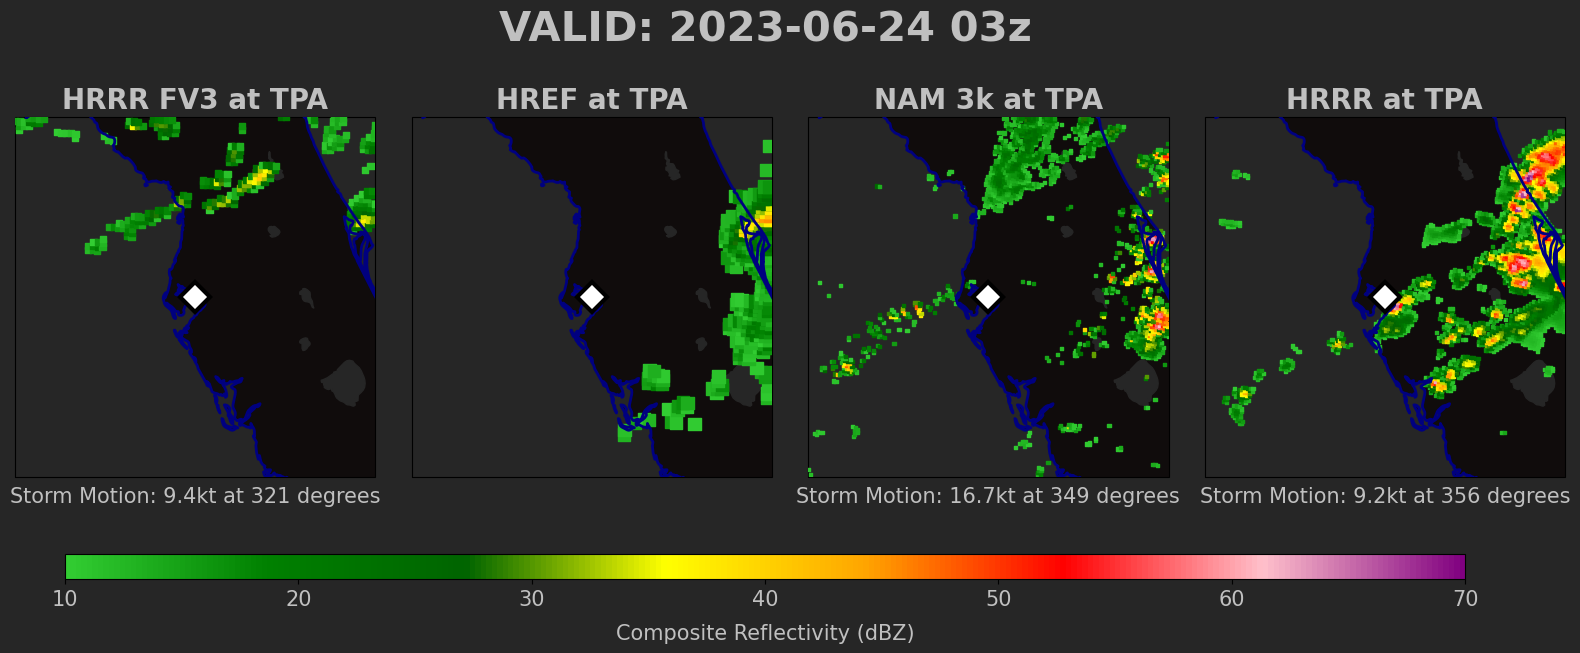 VALID: 2023-06-24 03z
HRRR FV3 at TPA
HREF at TPA
NAM 3k at TPA
HRRR at TPA
Storm Motion: 9.4kt at 321 degrees
Storm Motion: 16.7kt at 349 degrees
Storm Motion: 9.2kt at 356 degrees
10 20 30 40 50 60 70
Composite Reflectivity (dBZ)